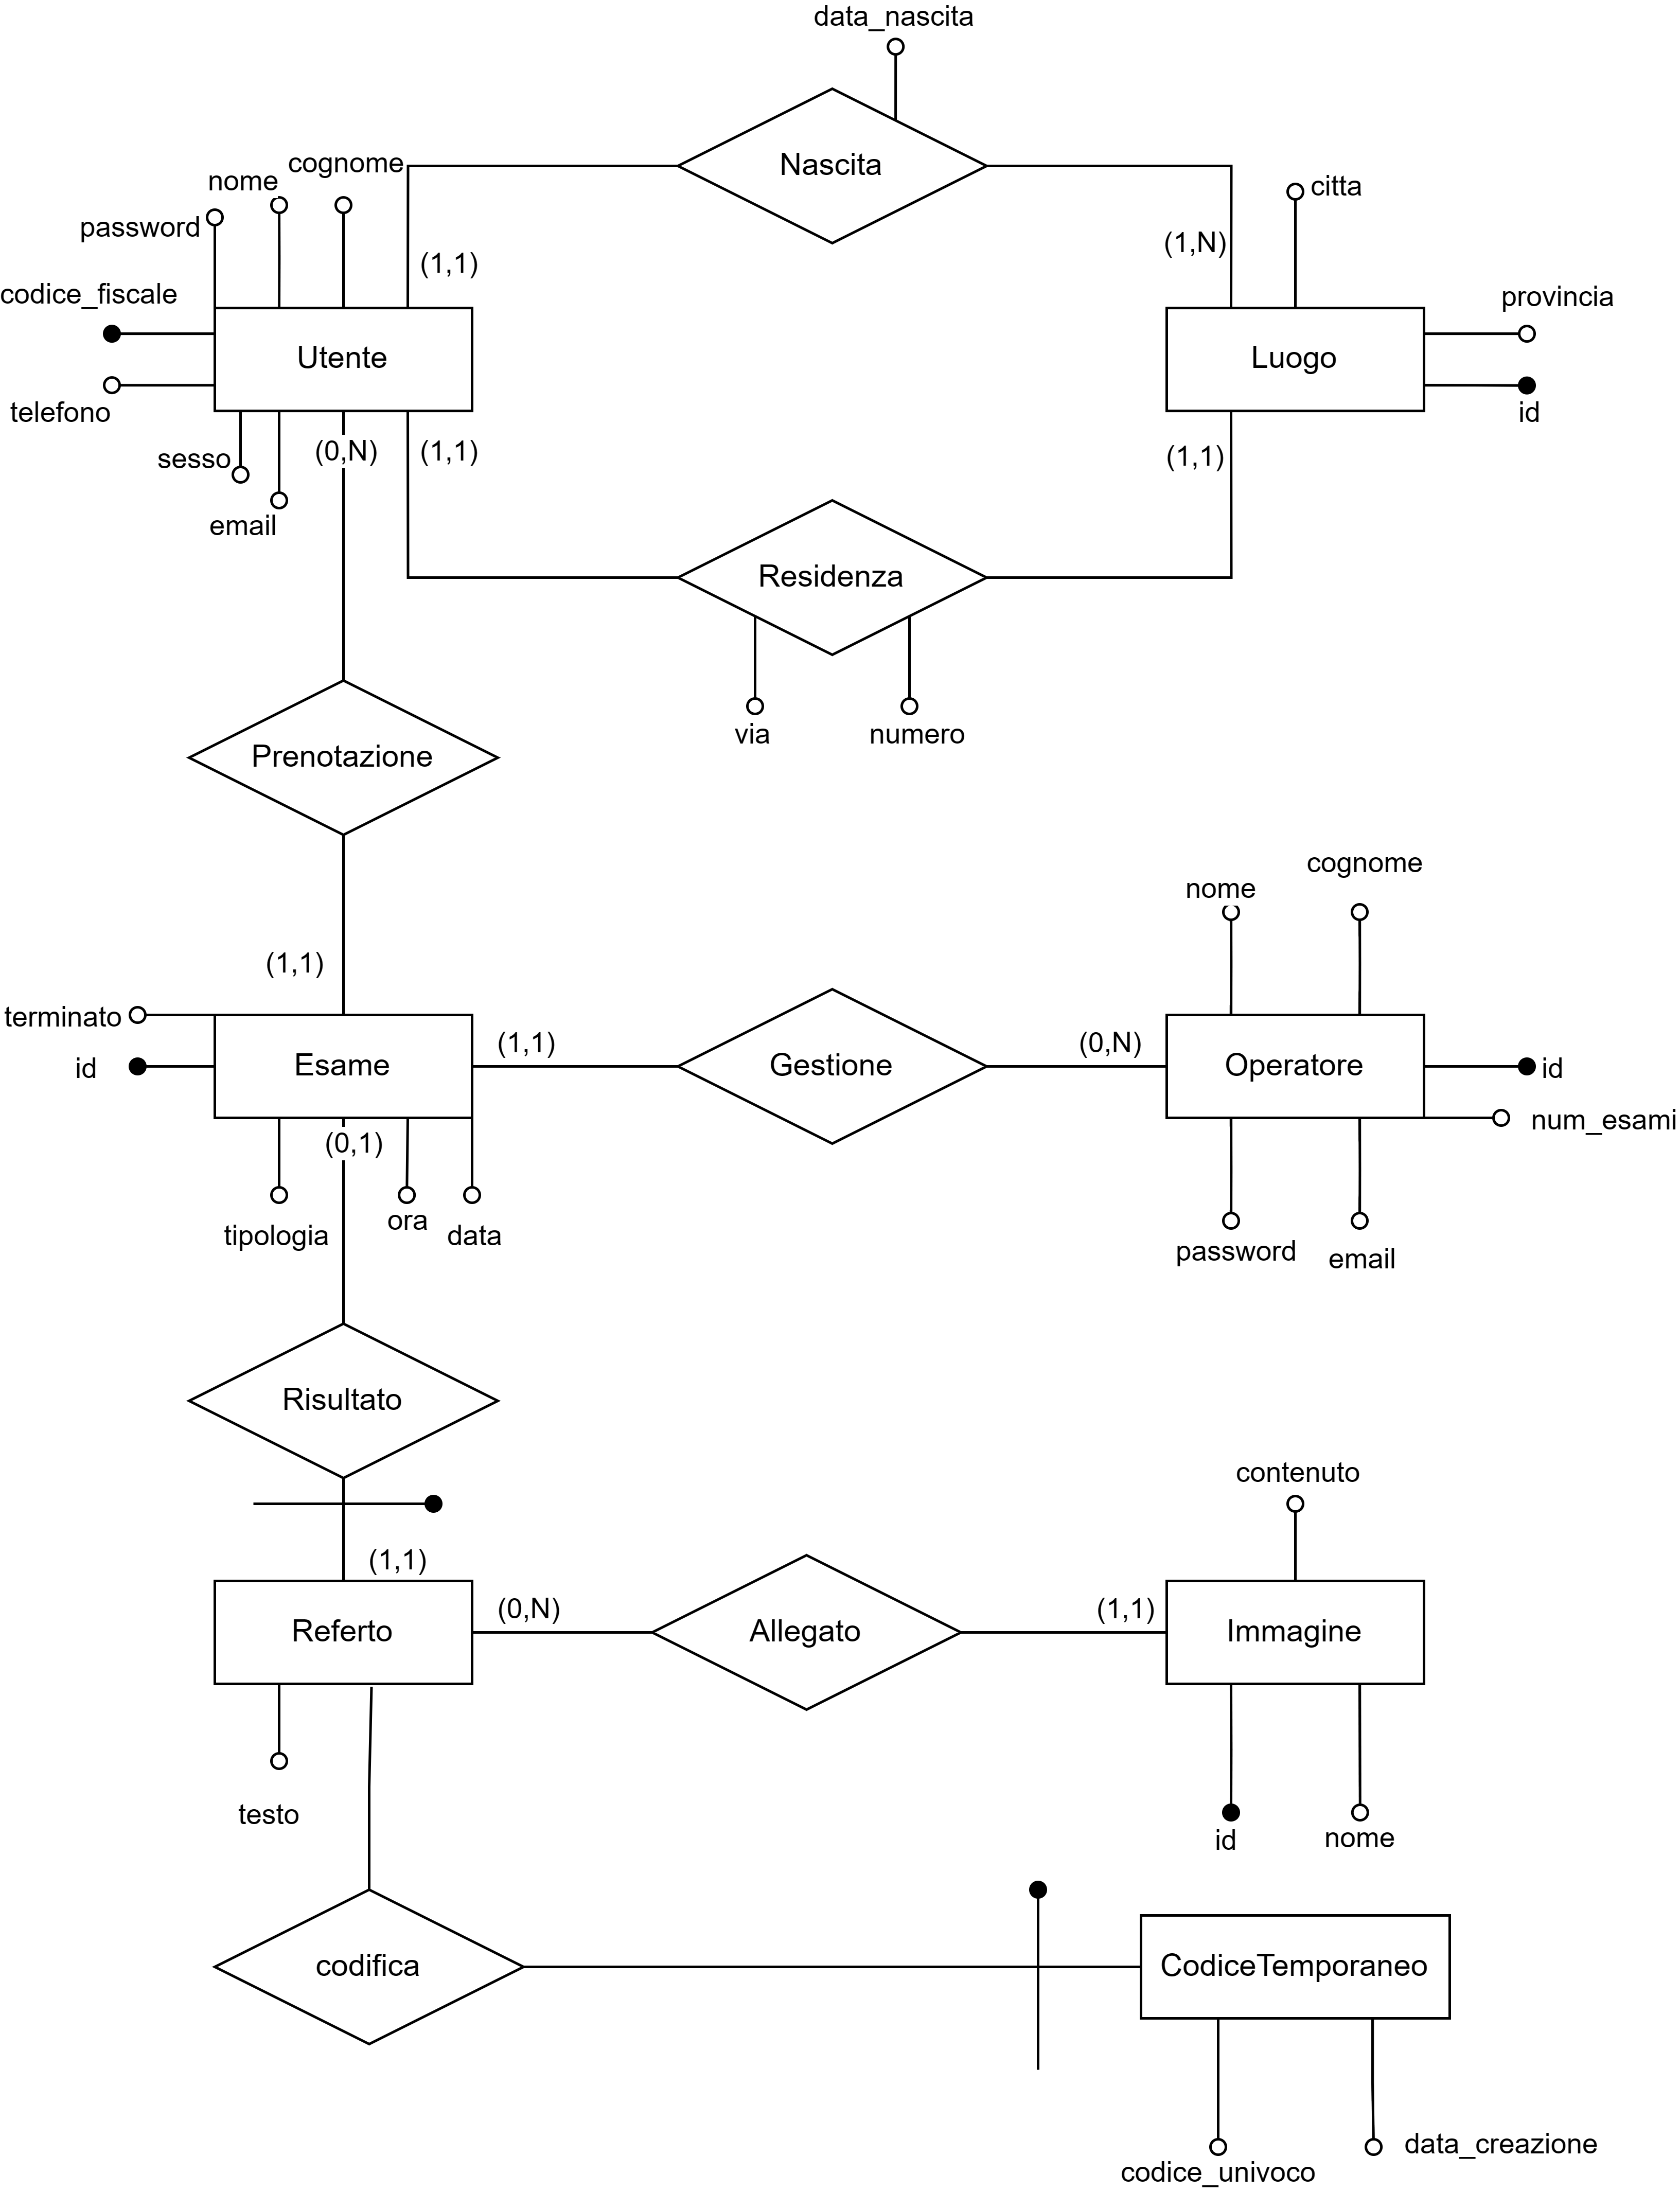 data_nascita
Nascita
cognome
nome
password
citta
(1,1)
(1,N)
codice_fiscale
provincia
Utente
Luogo
telefono
id
sesso
(0,N)
(1,1)
(1,1)
email
Residenza
via
numero
Prenotazione
cognome
nome
(1,1)
terminato
(1,1)
(0,N)
id
Esame
Gestione
Operatore
id
num_esami
(0,1)
tipologia
ora
data
password
email
Risultato
contenuto
(1,1)
(0,N)
(1,1)
Referto
Allegato
Immagine
testo
id
nome
codifica
CodiceTemporaneo
data_creazione
codice_univoco